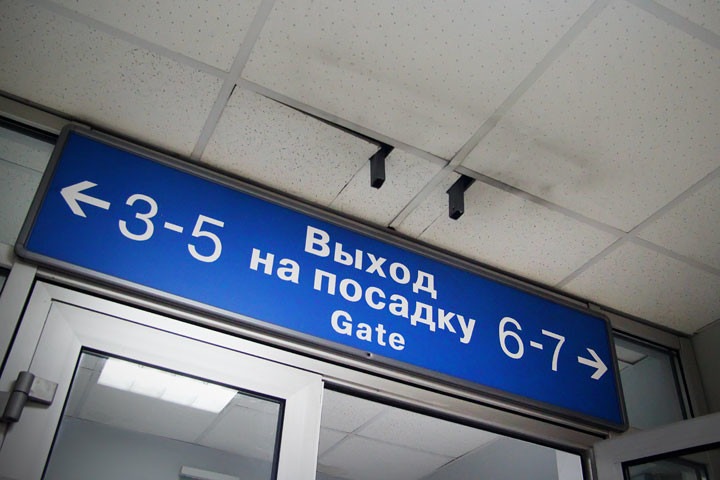 ← 3-5
Выход
на посадку
Gate
6-7 →